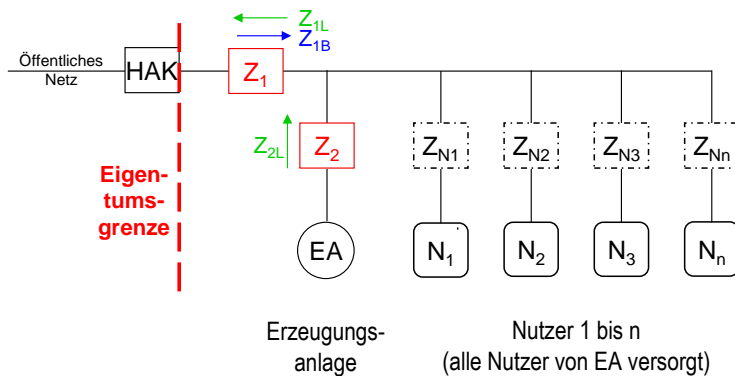 Z1L
Z1B
Öffentliches
Netz
HAK
Z1
Z2L
Z2
ZN1
ZN2
ZN3
ZNn
Eigen-
tums-
grenze
EA
N1
N2
N3
Nn
Erzeugungs-
anlage
Nutzer 1 bis n
(alle Nutzer von EA versorgt)